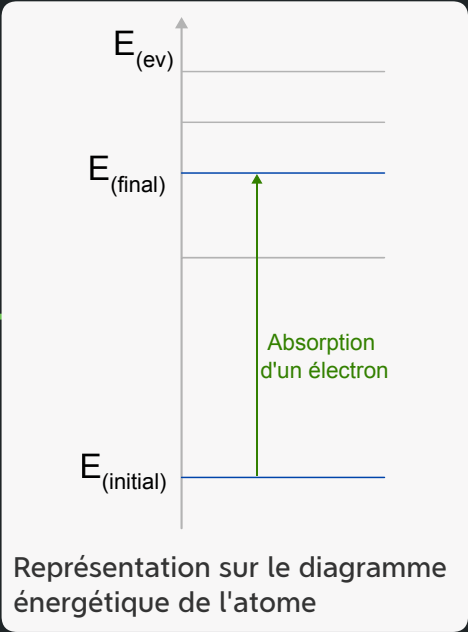 E(ev)
E(final)
Absorption
d'un électron
E(initial)
Représentation sur le diagramme
énergétique de l'atome